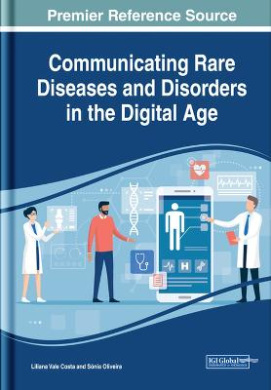 Premier Reference Source
Communicating Rare
Diseases and Disorders
in the Digital Age
H
Liliana Vale Costa and Sónia Oliveira
IGI Global